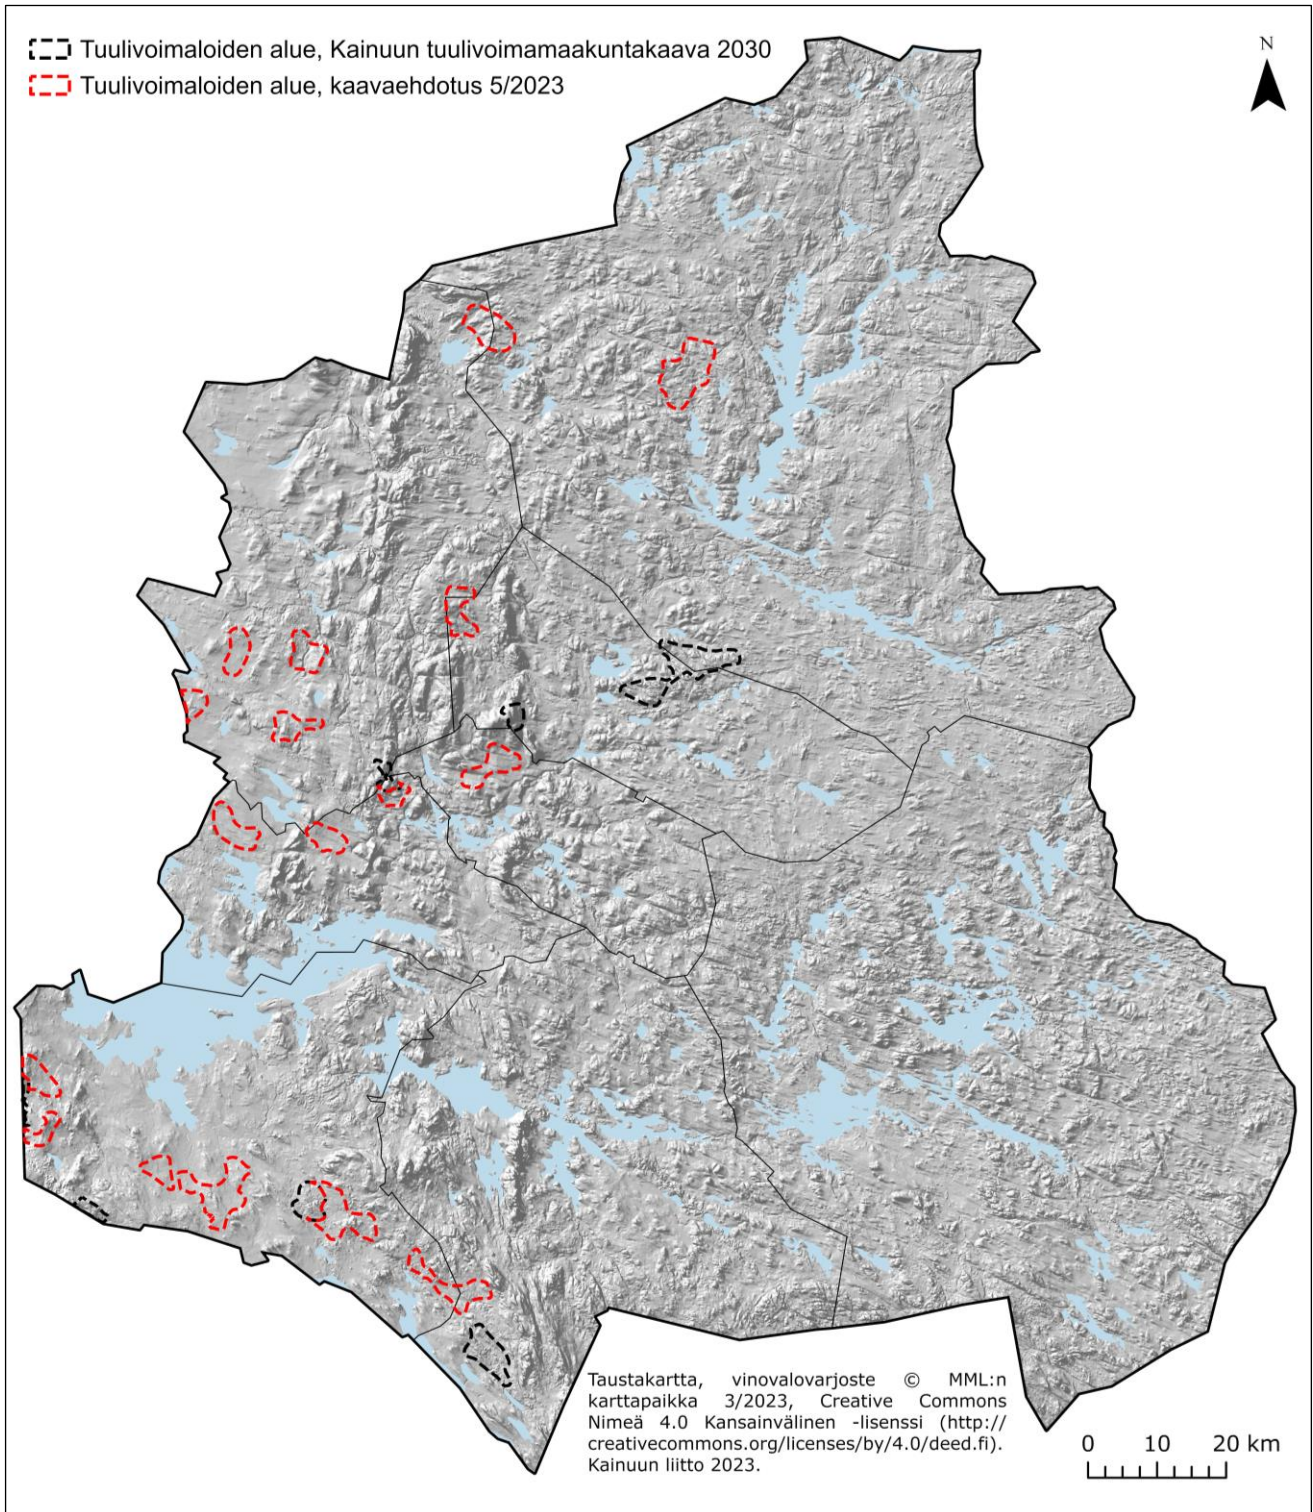 Tuulivoimaloiden alue, Kainuun tuulivoimamaakuntakaava 2030
Tuulivoimaloiden alue, kaavaehdotus 5/2023
N
Taustakartta, vinovalovarjoste © MML:n
karttapaikka 3/2023, Creative Commons
Nimeä 4.0 Kansainvälinen -lisenssi (http://
creativecommons.org/licenses/by/4.0/deed.fi).
Kainuun liitto 2023.
0 10 20 km